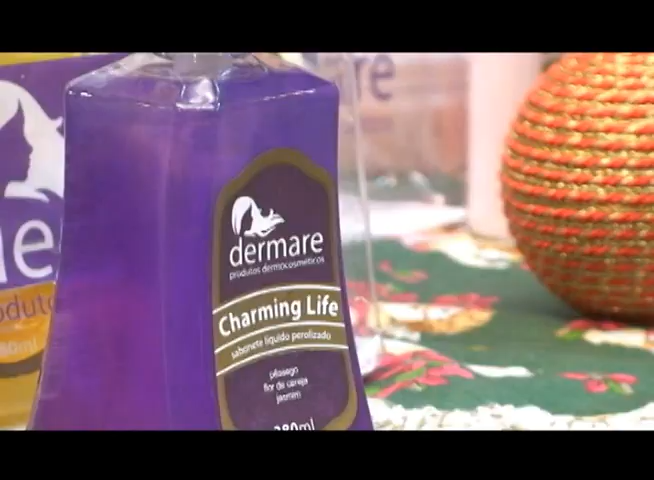 dermare
produtos dermocosméticos
Charming Life
sabonete líquido perolizado
pêssego
flor de cereja
jasmim
280ml